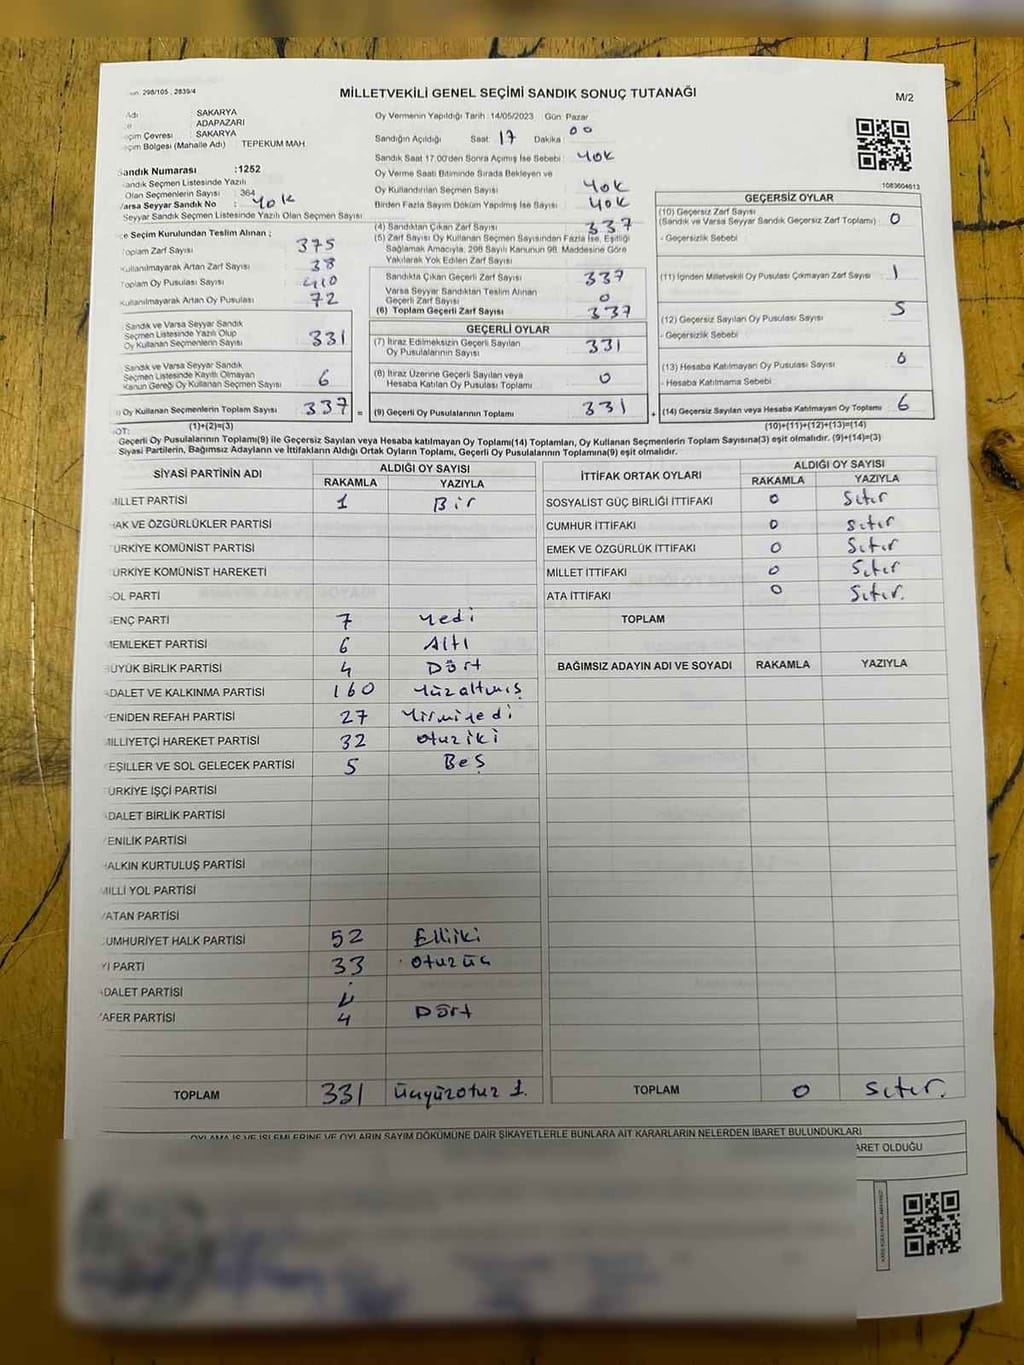 298/105 , 2839/4
MİLLETVEKİLİ GENEL SEÇİMİ SANDIK SONUÇ TUTANAĞI
M/2
Adı SAKARYA
ADAPAZARI
Seçim Çevresi SAKARYA
Seçim Bölgesi (Mahalle Adı) TEPEKUM MAH
Oy Vermenin Yapıldığı Tarih :14/05/2023 Gün: Pazar
Sandığın Açıldığı Saat: 17 Dakika: 00
Sandık Saat 17.00'den Sonra Açımış İse Sebebi: YOK
Oy Verme Saati Bitiminde Sırada Bekleyen ve
Oy Kullandırılan Seçmen Sayısı : YOK
Birden Fazla Sayım Döküm Yapılmış İse Sayısı : YOK
1083604613
Sandık Numarası :1252
Sandık Seçmen Listesinde Yazılı
Olan Seçmenlerin Sayısı : 364
Varsa Seyyar Sandık No : YOK
Seyyar Sandık Seçmen Listesinde Yazılı Olan Seçmen Sayısı:
İlçe Seçim Kurulundan Teslim Alınan ;
Toplam Zarf Sayısı 375
Kullanılmayarak Artan Zarf Sayısı : 38
Toplam Oy Pusulası Sayısı : 410
Kullanılmayarak Artan Oy Pusulası : 72
Sandık ve Varsa Seyyar Sandık
Seçmen Listesinde Yazılı Olup
Oy Kullanan Seçmenlerin Sayısı 331
Sandık ve Varsa Seyyar Sandık
Seçmen Listesinde Kayıtlı Olmayan
Kanun Gereği Oy Kullanan Seçmen Sayısı 6
Oy Kullanan Seçmenlerin Toplam Sayısı 337 =
(1)+(2)=(3)
(4) Sandıktan Çıkan Zarf Sayısı 337
(5) Zarf Sayısı Oy Kullanan Seçmen Sayısından Fazla İse, Eşitliği
Sağlamak Amacıyla, 298 Sayılı Kanunun 98. Maddesine Göre
Yakılarak Yok Edilen Zarf Sayısı :
Sandıkta Çıkan Geçerli Zarf Sayısı 337
Varsa Seyyar Sandıktan Teslim Alınan
Geçerli Zarf Sayısı 0
(6) Toplam Geçerli Zarf Sayısı 337
GEÇERLİ OYLAR
(7) İtiraz Edilmeksizin Geçerli Sayılan
Oy Pusulalarının Sayısı 331
(8) İtiraz Üzerine Geçerli Sayılan veya
Hesaba Katılan Oy Pusulası Toplamı 0
(9) Geçerli Oy Pusulalarının Toplamı 331 +
GEÇERSİZ OYLAR
(10) Geçersiz Zarf Sayısı
(Sandık ve Varsa Seyyar Sandık Geçersiz Zarf Toplamı) 0
- Geçersizlik Sebebi
(11) İçinden Milletvekili Oy Pusulası Çıkmayan Zarf Sayısı 1
(12) Geçersiz Sayılan Oy Pusulası Sayısı 5
- Geçersizlik Sebebi
(13) Hesaba Katılmayan Oy Pusulası Sayısı 0
- Hesaba Katılmama Sebebi
(14) Geçersiz Sayılan veya Hesaba Katılmayan Oy Toplamı 6
(10)+(11)+(12)+(13)=(14)
NOT:
Geçerli Oy Pusulalarının Toplamı(9) ile Geçersiz Sayılan veya Hesaba katılmayan Oy Toplamı(14) Toplamları, Oy Kullanan Seçmenlerin Toplam Sayısına(3) eşit olmalıdır. (9)+(14)=(3)
Siyasi Partilerin, Bağımsız Adayların ve İttifakların Aldığı Ortak Oyların Toplamı, Geçerli Oy Pusulalarının Toplamına(9) eşit olmalıdır.
SİYASİ PARTİNİN ADI ALDIĞI OY SAYISI
RAKAMLA YAZIYLA
MİLLET PARTİSİ 1 Bir
HAK VE ÖZGÜRLÜKLER PARTİSİ
TÜRKİYE KOMÜNİST PARTİSİ
TÜRKİYE KOMÜNİST HAREKETİ
SOL PARTİ
GENÇ PARTİ 7 Yedi
MEMLEKET PARTİSİ 6 Altı
BÜYÜK BİRLİK PARTİSİ 4 Dört
ADALET VE KALKINMA PARTİSİ 160 Yüzaltmış
YENİDEN REFAH PARTİSİ 27 Yirmiyedi
MİLLİYETÇİ HAREKET PARTİSİ 32 Otuziki
YEŞİLLER VE SOL GELECEK PARTİSİ 5 Beş
TÜRKİYE İŞÇİ PARTİSİ
ADALET BİRLİK PARTİSİ
YENİLİK PARTİSİ
HALKIN KURTULUŞ PARTİSİ
MİLLİ YOL PARTİSİ
VATAN PARTİSİ
CUMHURİYET HALK PARTİSİ 52 Elliiki
İYİ PARTİ 33 Otuzüç
ADALET PARTİSİ
ZAFER PARTİSİ 4 Dört
TOPLAM 331 Üçyüzotuz 1.
İTTİFAK ORTAK OYLARI ALDIĞI OY SAYISI
RAKAMLA YAZIYLA
SOSYALİST GÜÇ BİRLİĞİ İTTİFAKI 0 Sıfır
CUMHUR İTTİFAKI 0 Sıfır
EMEK VE ÖZGÜRLÜK İTTİFAKI 0 Sıfır
MİLLET İTTİFAKI 0 Sıfır
ATA İTTİFAKI 0 Sıfır.
TOPLAM
BAĞIMSIZ ADAYIN ADI VE SOYADI RAKAMLA YAZIYLA
TOPLAM 0 Sıfır.
OYLAMA İŞ VE İŞLEMLERİNE VE OYLARIN SAYIM DÖKÜMÜNE DAİR ŞİKAYETLERLE BUNLARA AİT KARARLARIN NELERDEN İBARET BULUNDUKLARI
İBARET OLDUĞU